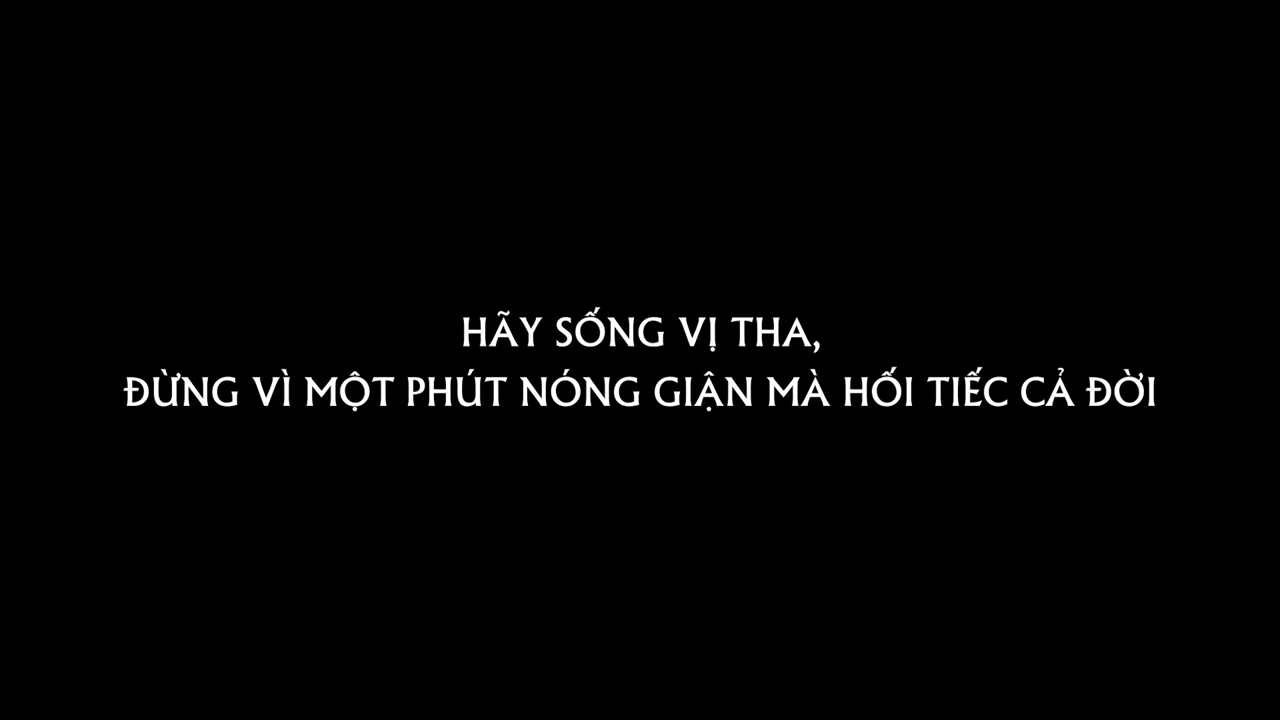 HÃY SỐNG VỊ THA,
ĐỪNG VÌ MỘT PHÚT NÓNG GIẬN MÀ HỐI TIẾC CẢ ĐỜI